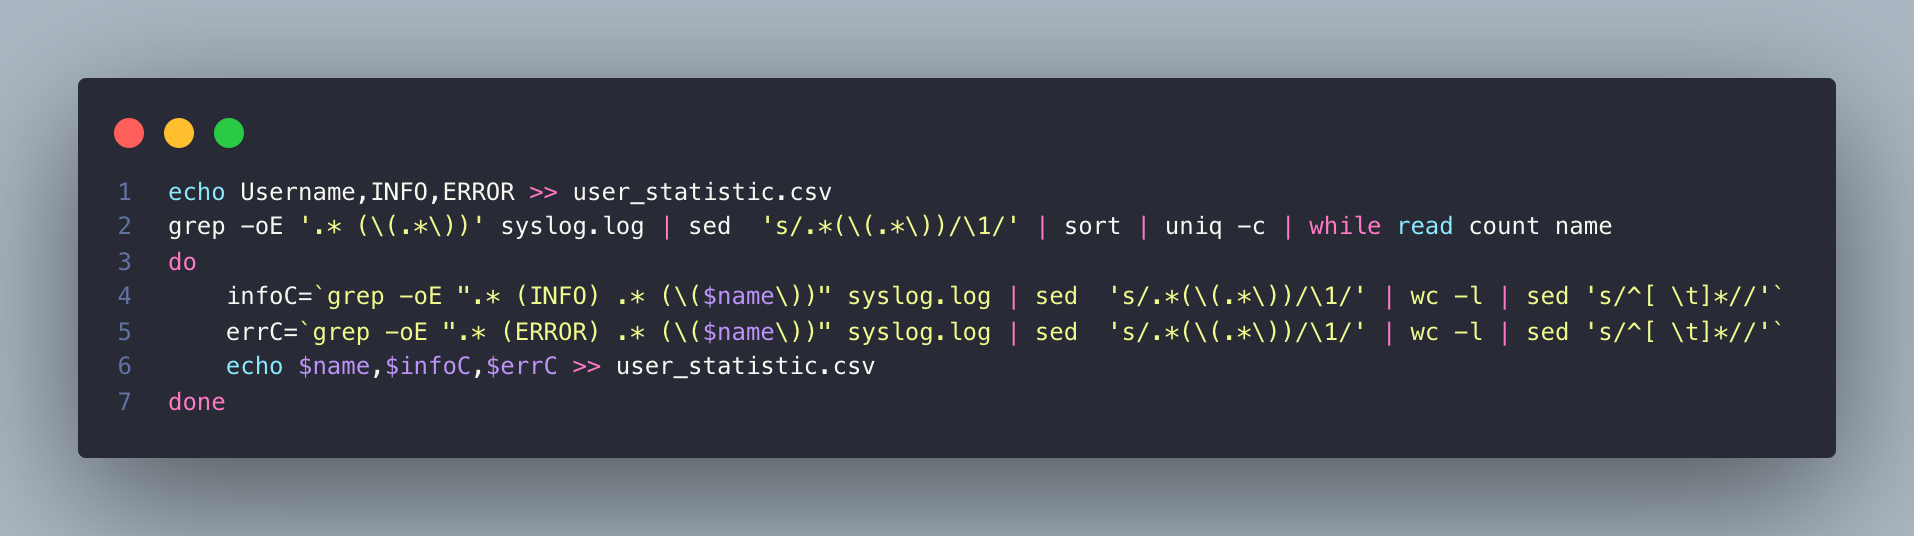 1 echo Username,INFO,ERROR >> user_statistic.csv
2 grep -oE '.* (\(.*\))' syslog.log | sed  's/.*(\(.*\))/\1/' | sort | uniq -c | while read count name
3 do
4     infoC=`grep -oE ".* (INFO) .* (\($name\))" syslog.log | sed  's/.*(\(.*\))/\1/' | wc -l | sed 's/^[ \t]*//'`
5     errC=`grep -oE ".* (ERROR) .* (\($name\))" syslog.log | sed  's/.*(\(.*\))/\1/' | wc -l | sed 's/^[ \t]*//'`
6     echo $name,$infoC,$errC >> user_statistic.csv
7 done